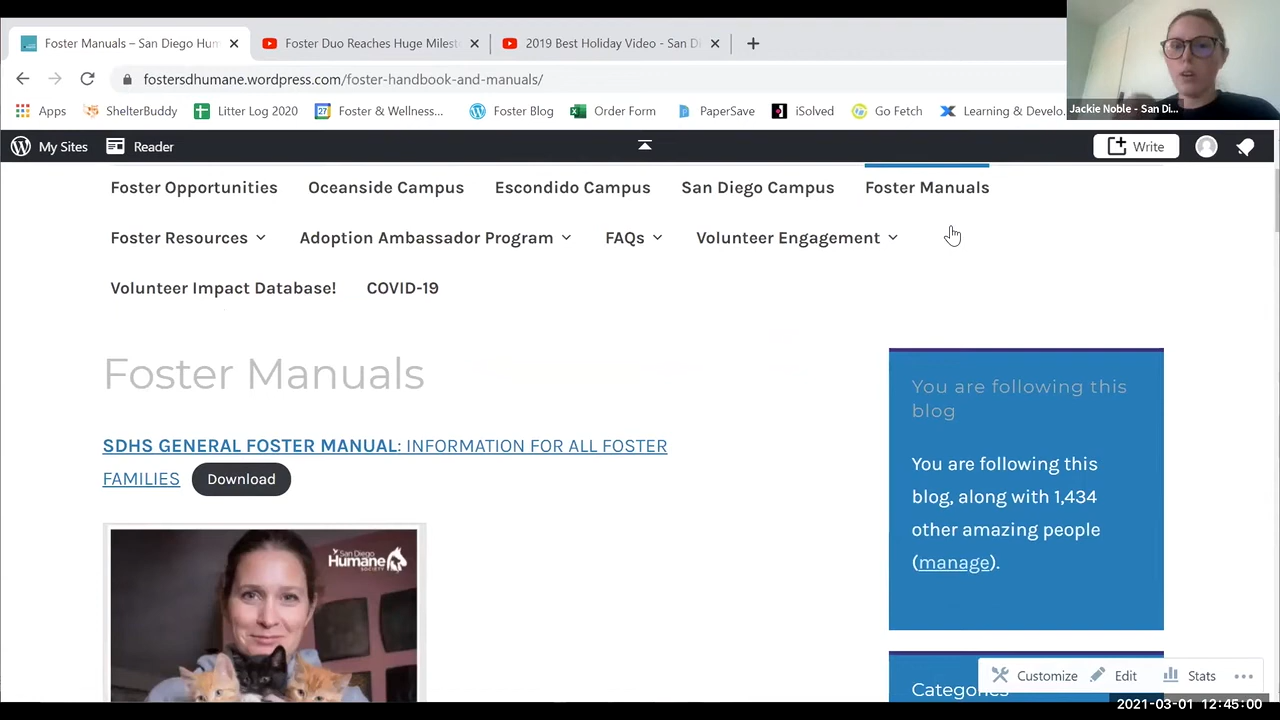 Foster Manuals – San Diego Hum
Foster Duo Reaches Huge Milest
2019 Best Holiday Video - San D
fostersdhumane.wordpress.com/foster-handbook-and-manuals/
Jackie Noble - San Di...
Apps
ShelterBuddy
Litter Log 2020
27
Foster & Wellness...
Foster Blog
Order Form
PaperSave
iSolved
Go Fetch
Learning & Develo...
My Sites
Reader
Write
Foster Opportunities
Oceanside Campus
Escondido Campus
San Diego Campus
Foster Manuals
Foster Resources
Adoption Ambassador Program
FAQs
Volunteer Engagement
Volunteer Impact Database!
COVID-19
Foster Manuals
SDHS GENERAL FOSTER MANUAL: INFORMATION FOR ALL FOSTER
FAMILIES
Download
San Diego
Humane
SOCIETY
You are following this
blog
You are following this
blog, along with 1,434
other amazing people
(manage).
Categories
Customize
Edit
Stats
2021-03-01 12:45:00